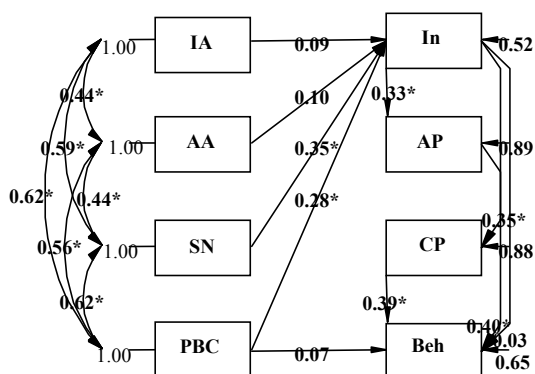 IA 0.09 In 0.52
1.00
0.44* 0.10 0.33*
1.00 AA AP 0.89
0.59* 0.35*
0.62* 0.44* 0.28*
0.56* 1.00 SN CP 0.35*
0.88
0.62* 0.39*
1.00 PBC 0.07 Beh 0.40*
0.03
0.65